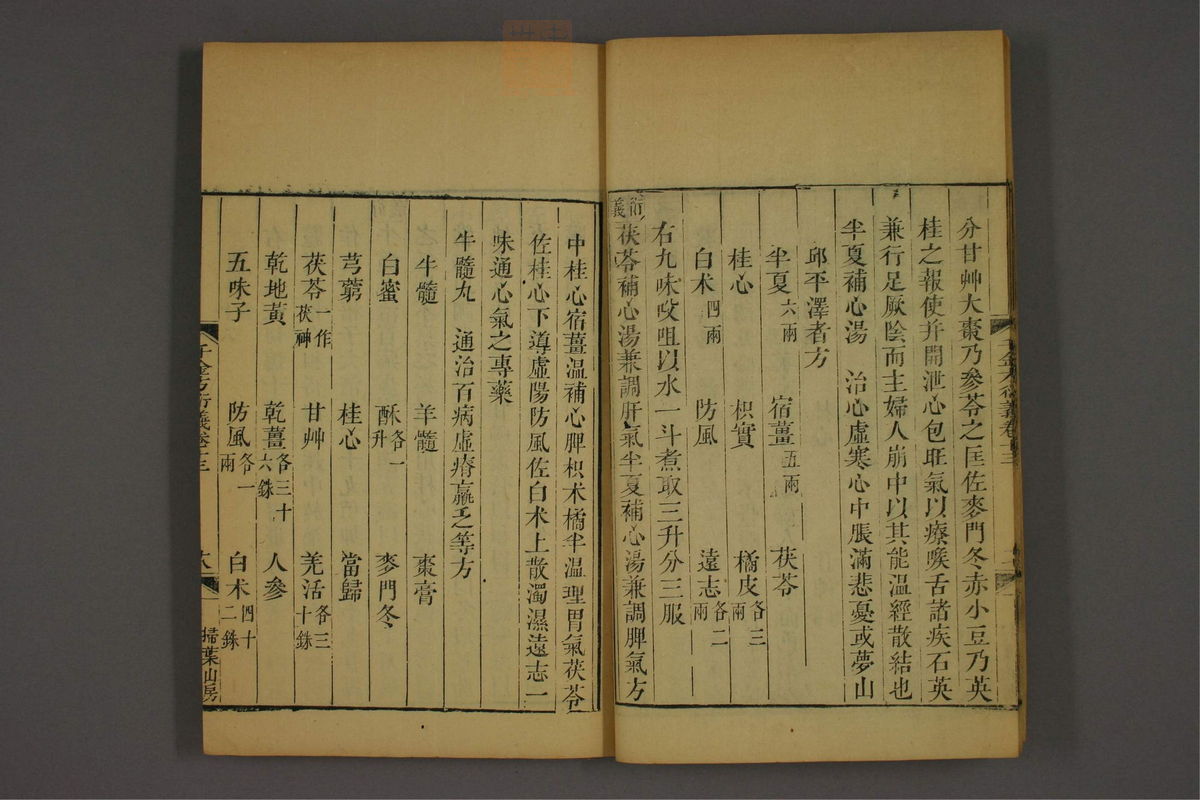 分甘艸大棗乃參苓之匡佐麥門冬赤小豆乃英
桂之報使并開泄心包旺氣以療喉舌諸疾石英
兼行足厥陰而主婦人崩中以其能溫經散結也
半夏補心湯　治心虛寒心中脹滿悲憂或夢山
邱平澤者方
半夏六兩　宿薑五兩　茯苓
桂心　枳實　橘皮各三兩
白术四兩　防風　遠志各二兩
右九味㕮咀以水一斗煮取三升分三服
衍義茯苓補心湯兼調肝氣半夏補心湯兼調脾氣方
中桂心宿薑溫補心脾枳术橘半溫理胃氣茯苓
佐桂心下導虛陽防風佐白术上散濁濕遠志一
味通心氣之專藥
牛髓丸　通治百病虛瘠羸乏等方
牛髓　羊髓　棗膏
白蜜　酥各一升　麥門冬
芎藭　桂心　當歸
茯苓一作茯神　甘艸　羌活各三十銖
乾地黃　乾薑各三十六銖　人參
五味子　防風各一兩　白术四十二銖
千金方衍義卷十三　十八　掃葉山房